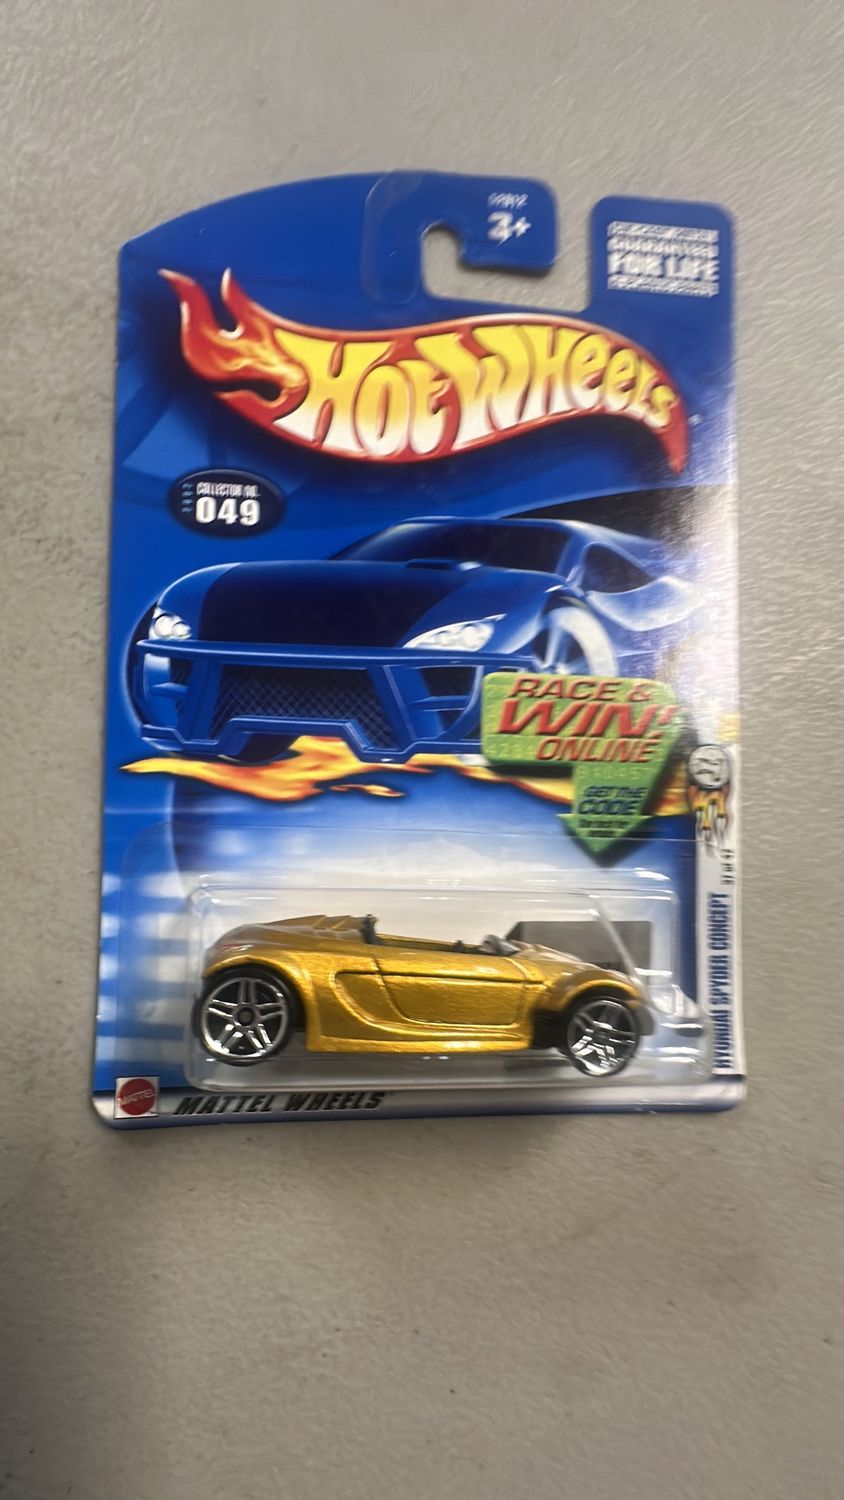 3+
GUARANTEED
FOR LIFE
HOT WHEELS
COLLECTOR NO.
049
RACE &
WIN!
ONLINE
GET THE
CODE
HYUNDAI SPYDER CONCEPT
MATTEL
MATTEL WHEELS